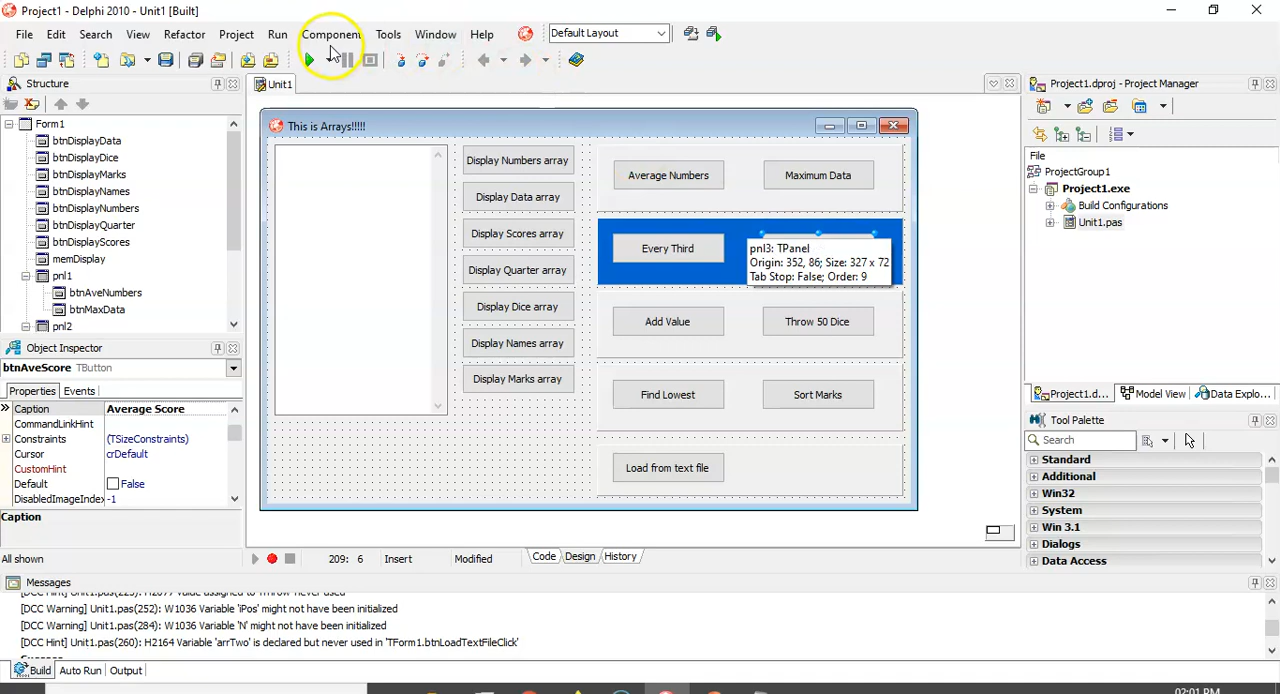 Project1 - Delphi 2010 - Unit1 [Built]
File Edit Search View Refactor Project Run Component Tools Window Help Default Layout
Structure
Unit1
Form1
btnDisplayData
btnDisplayDice
btnDisplayMarks
btnDisplayNames
btnDisplayNumbers
btnDisplayQuarter
btnDisplayScores
memDisplay
pnl1
btnAveNumbers
btnMaxData
pnl2
Object Inspector
btnAveScore TButton
Properties Events
Caption Average Score
CommandLinkHint
Constraints (TSizeConstraints)
Cursor crDefault
CustomHint
Default False
DisabledImageIndex -1
Caption
All shown
This is Arrays!!!!!
Display Numbers array
Display Data array
Display Scores array
Display Quarter array
Display Dice array
Display Names array
Display Marks array
Average Numbers Maximum Data
Every Third
pnl3: TPanel
Origin: 352, 86; Size: 327 x 72
Tab Stop: False; Order: 9
Add Value Throw 50 Dice
Find Lowest Sort Marks
Load from text file
209: 6 Insert Modified Code Design History
Project1.dproj - Project Manager
File
ProjectGroup1
Project1.exe
Build Configurations
Unit1.pas
Project1.d... Model View Data Explo...
Tool Palette
Search
Standard
Additional
Win32
System
Win 3.1
Dialogs
Data Access
Messages
[DCC Warning] Unit1.pas(252): W1036 Variable 'iPos' might not have been initialized
[DCC Warning] Unit1.pas(284): W1036 Variable 'N' might not have been initialized
[DCC Hint] Unit1.pas(260): H2164 Variable 'arrTwo' is declared but never used in 'TForm1.btnLoadTextFileClick'
Build Auto Run Output
02:01 PM